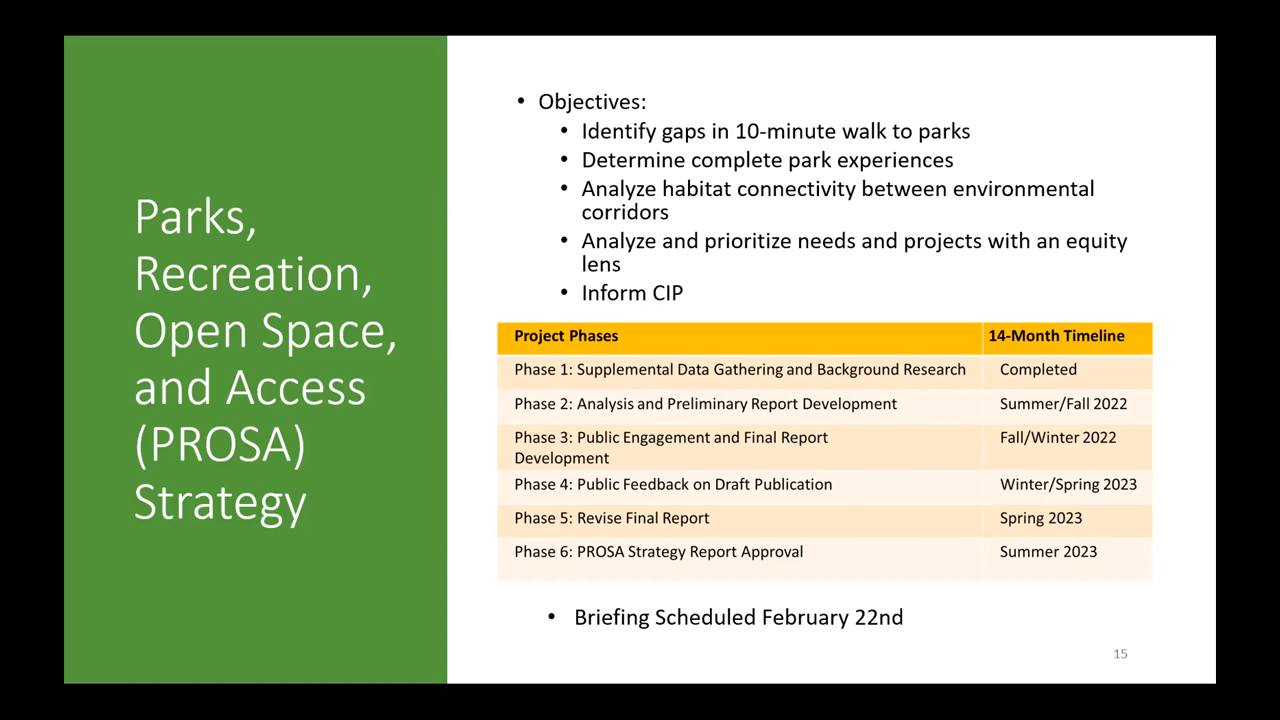 Parks,
Recreation,
Open Space,
and Access
(PROSA)
Strategy
• Objectives:
• Identify gaps in 10-minute walk to parks
• Determine complete park experiences
• Analyze habitat connectivity between environmental
corridors
• Analyze and prioritize needs and projects with an equity
lens
• Inform CIP
Project Phases 14-Month Timeline
Phase 1: Supplemental Data Gathering and Background Research Completed
Phase 2: Analysis and Preliminary Report Development Summer/Fall 2022
Phase 3: Public Engagement and Final Report Fall/Winter 2022
Development
Phase 4: Public Feedback on Draft Publication Winter/Spring 2023
Phase 5: Revise Final Report Spring 2023
Phase 6: PROSA Strategy Report Approval Summer 2023
• Briefing Scheduled February 22nd
15